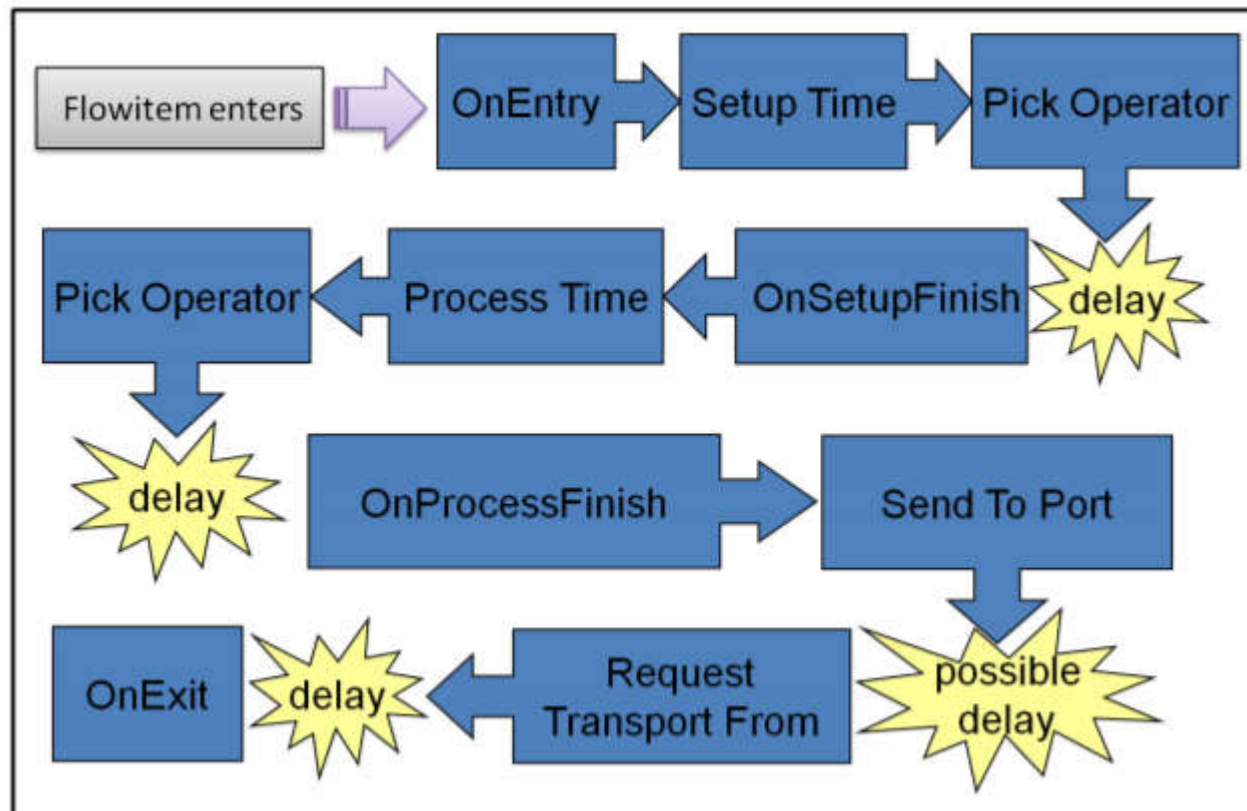 Flowitem enters
OnEntry
Setup Time
Pick Operator
delay
OnSetupFinish
Process Time
Pick Operator
delay
OnProcessFinish
Send To Port
possible
delay
Request
Transport From
delay
OnExit